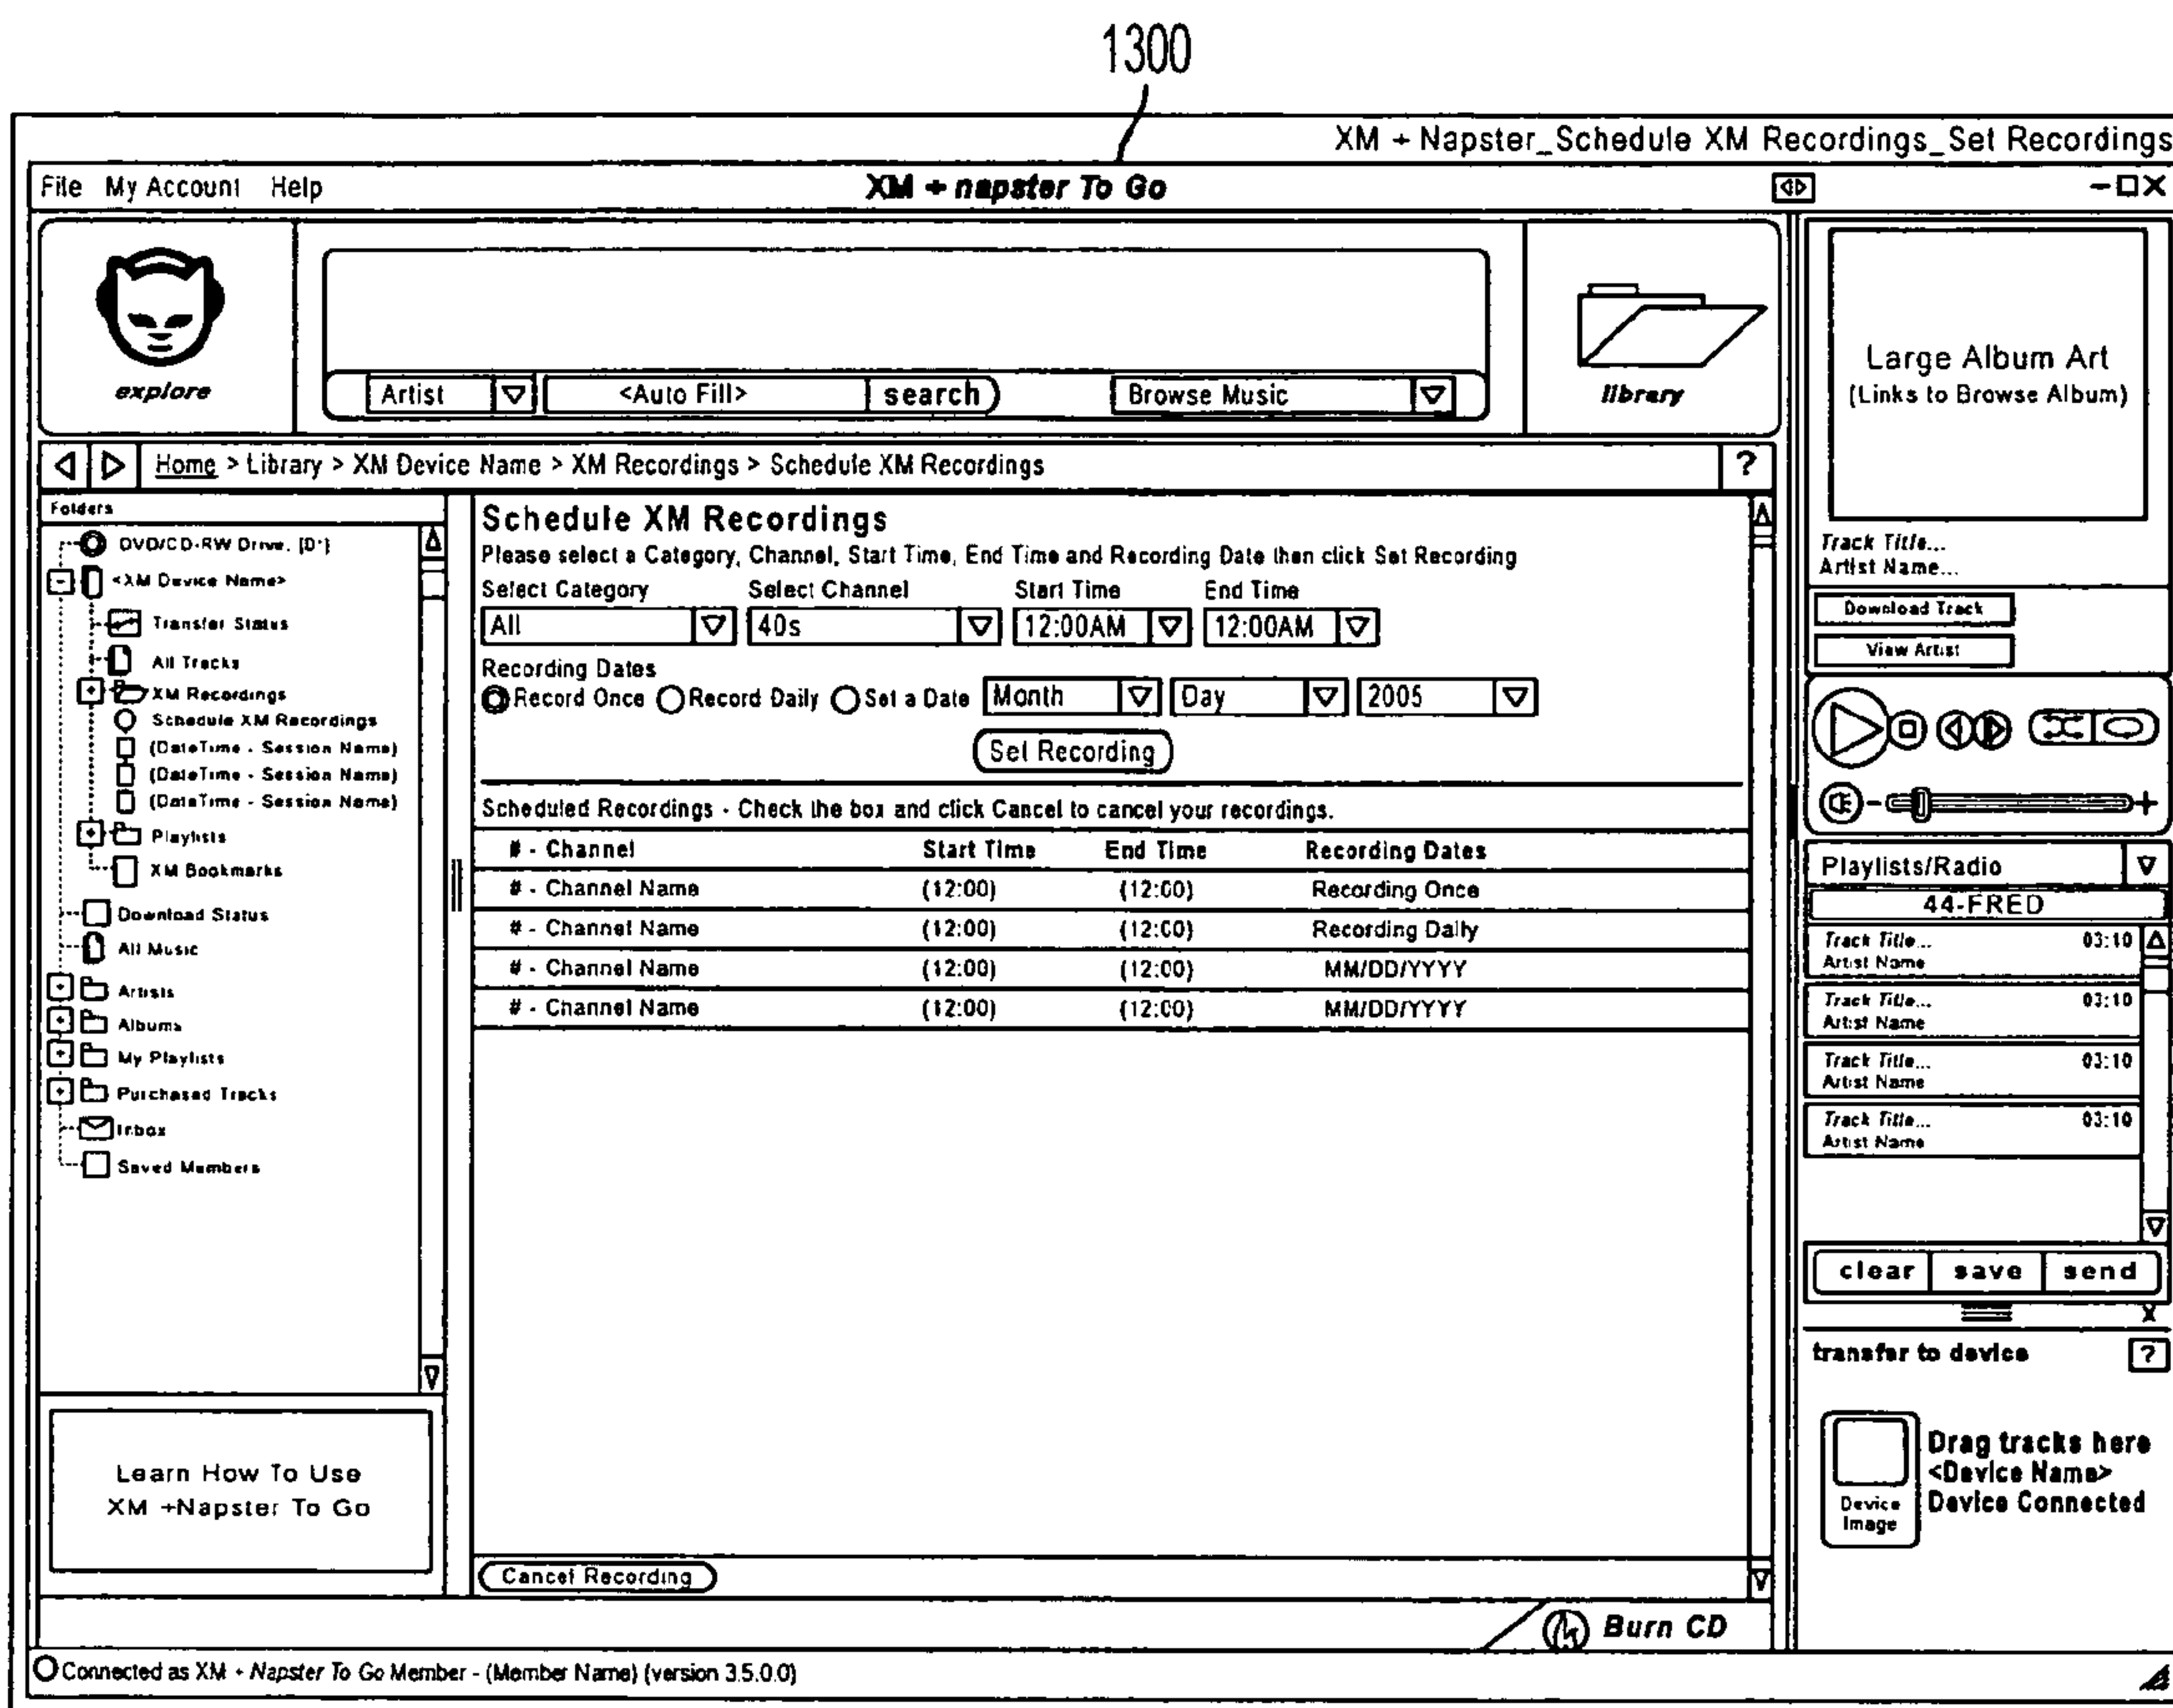 1300
XM + Napster_Schedule XM Recordings_Set Recordings
File My Account Help
XM + napster To Go
explore
Artist
<Auto Fill>
search
Browse Music
library
Home > Library > XM Device Name > XM Recordings > Schedule XM Recordings
?
Folders
DVD/CD-RW Drive. [D:]
<XM Device Name>
Transfer Status
All Tracks
XM Recordings
Schedule XM Recordings
(DateTime - Session Name)
(DateTime - Session Name)
(DateTime - Session Name)
Playlists
XM Bookmarks
Download Status
All Music
Artists
Albums
My Playlists
Purchased Tracks
Inbox
Saved Members
Learn How To Use
XM +Napster To Go
Schedule XM Recordings
Please select a Category, Channel, Start Time, End Time and Recording Date then click Set Recording
Select Category Select Channel Start Time End Time
All 40s 12:00AM 12:00AM
Recording Dates
Record Once Record Daily Set a Date Month Day 2005
Set Recording
Scheduled Recordings - Check the box and click Cancel to cancel your recordings.
# - Channel Start Time End Time Recording Dates
# - Channel Name (12:00) (12:00) Recording Once
# - Channel Name (12:00) (12:00) Recording Daily
# - Channel Name (12:00) (12:00) MM/DD/YYYY
# - Channel Name (12:00) (12:00) MM/DD/YYYY
Cancel Recording
Burn CD
Large Album Art
(Links to Browse Album)
Track Title...
Artist Name...
Download Track
View Artist
Playlists/Radio
44-FRED
Track Title... 03:10
Artist Name
Track Title... 03:10
Artist Name
Track Title... 03:10
Artist Name
Track Title... 03:10
Artist Name
clear save send
X
transfer to device ?
Drag tracks here
<Device Name>
Device Connected
Device
Image
Connected as XM + Napster To Go Member - (Member Name) (version 3.5.0.0)